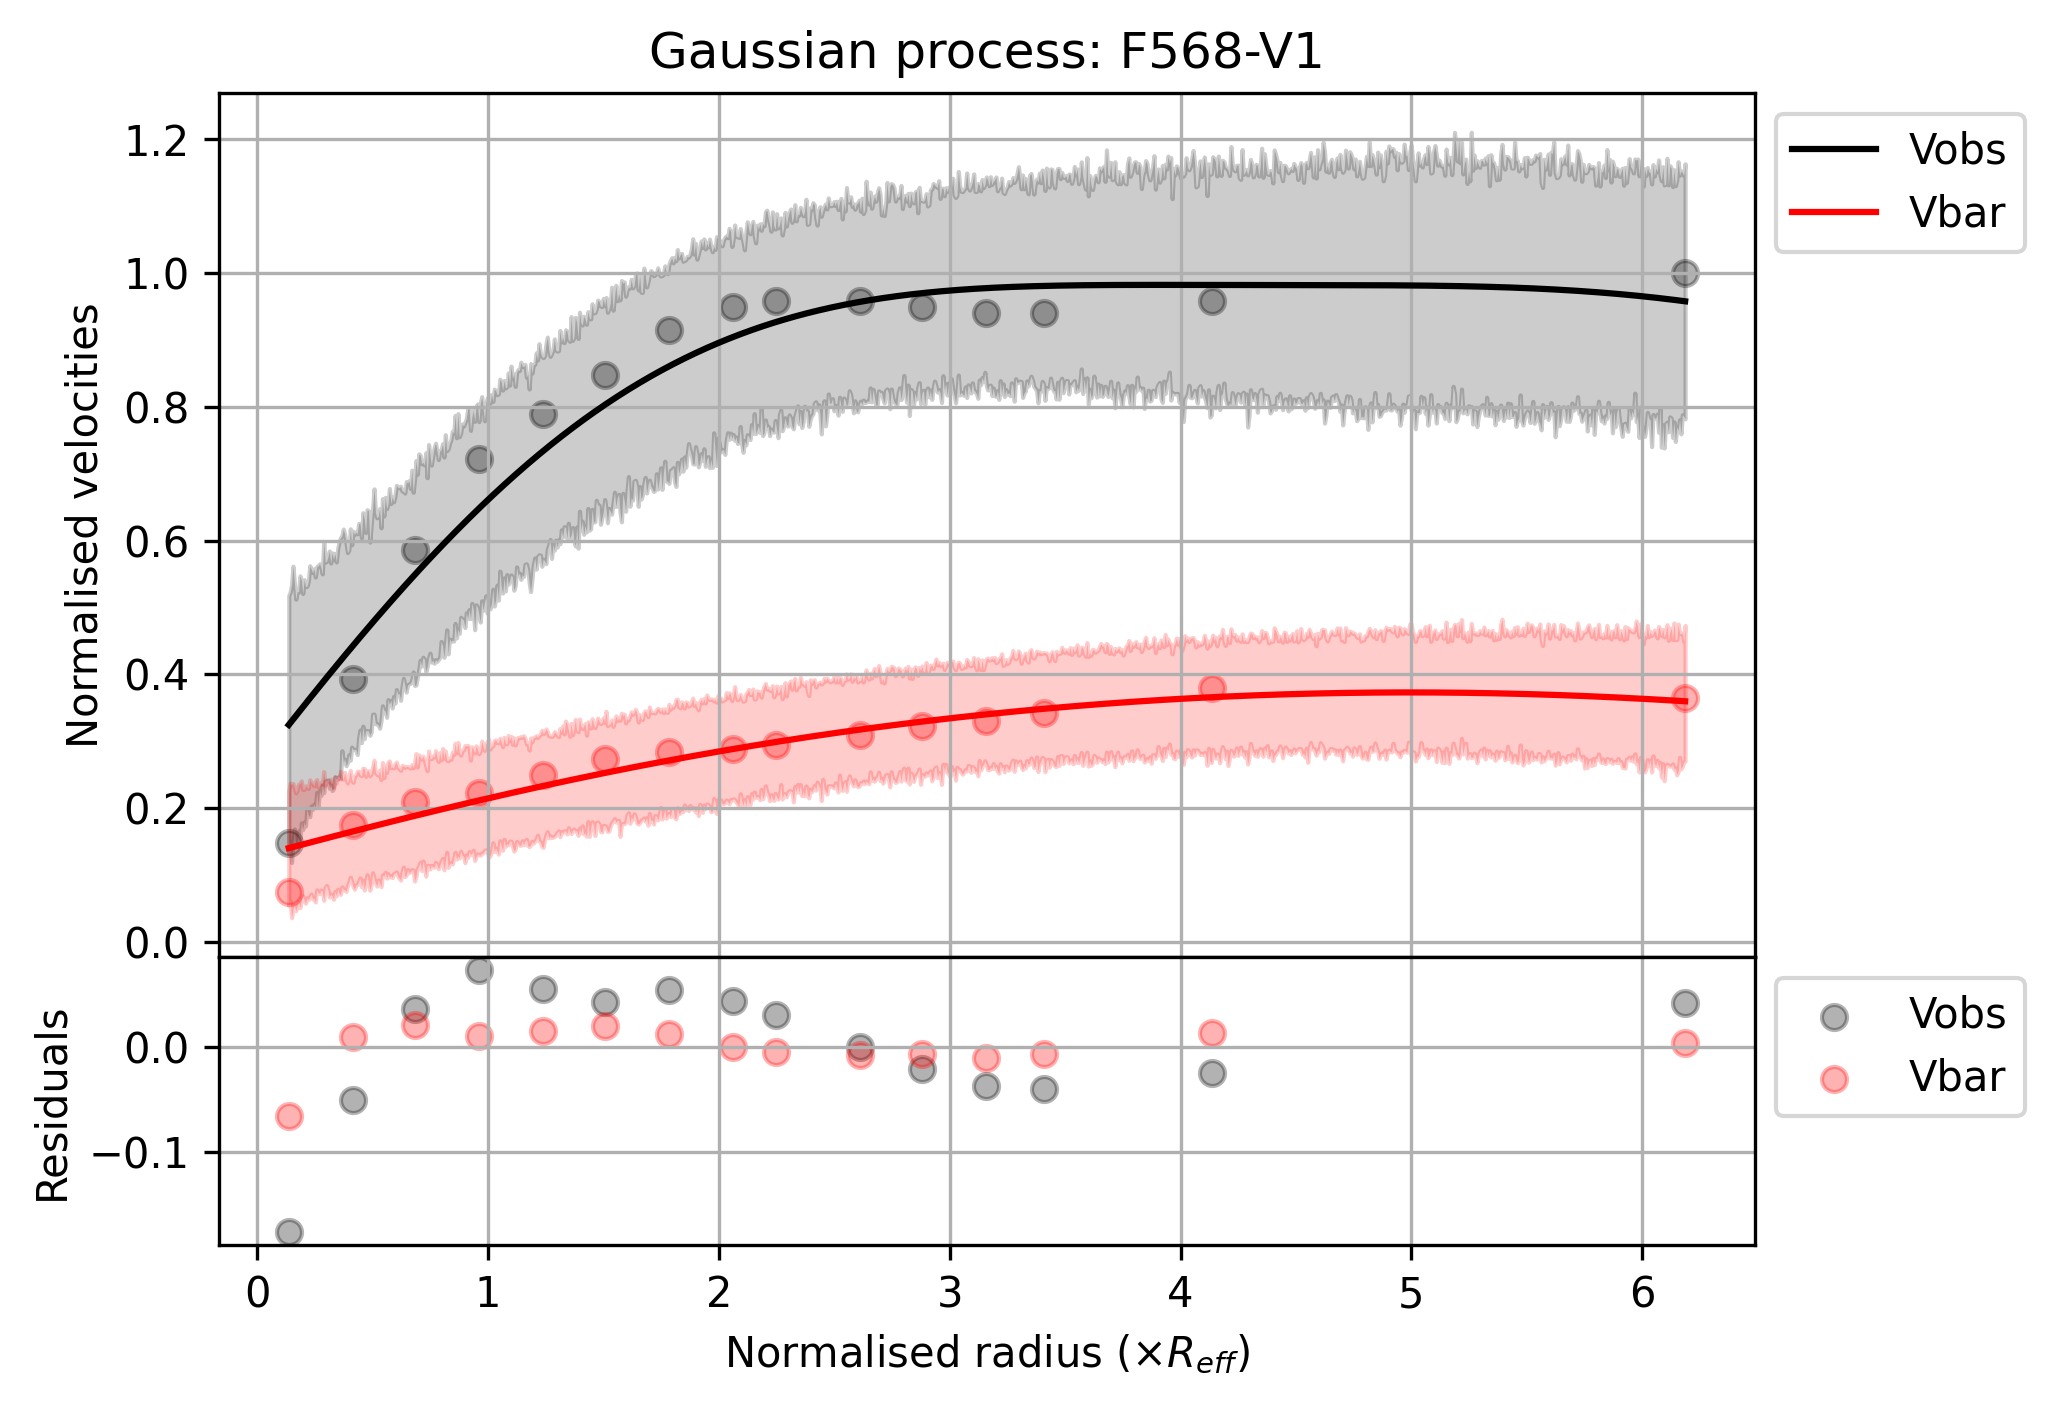 Gaussian process: F568-V1
1.2
1.0
0.8
0.6
0.4
0.2
0.0
Normalised velocities
Vobs
Vbar
0.0
−0.1
Residuals
Vobs
Vbar
0 1 2 3 4 5 6
Normalised radius (×R_eff)